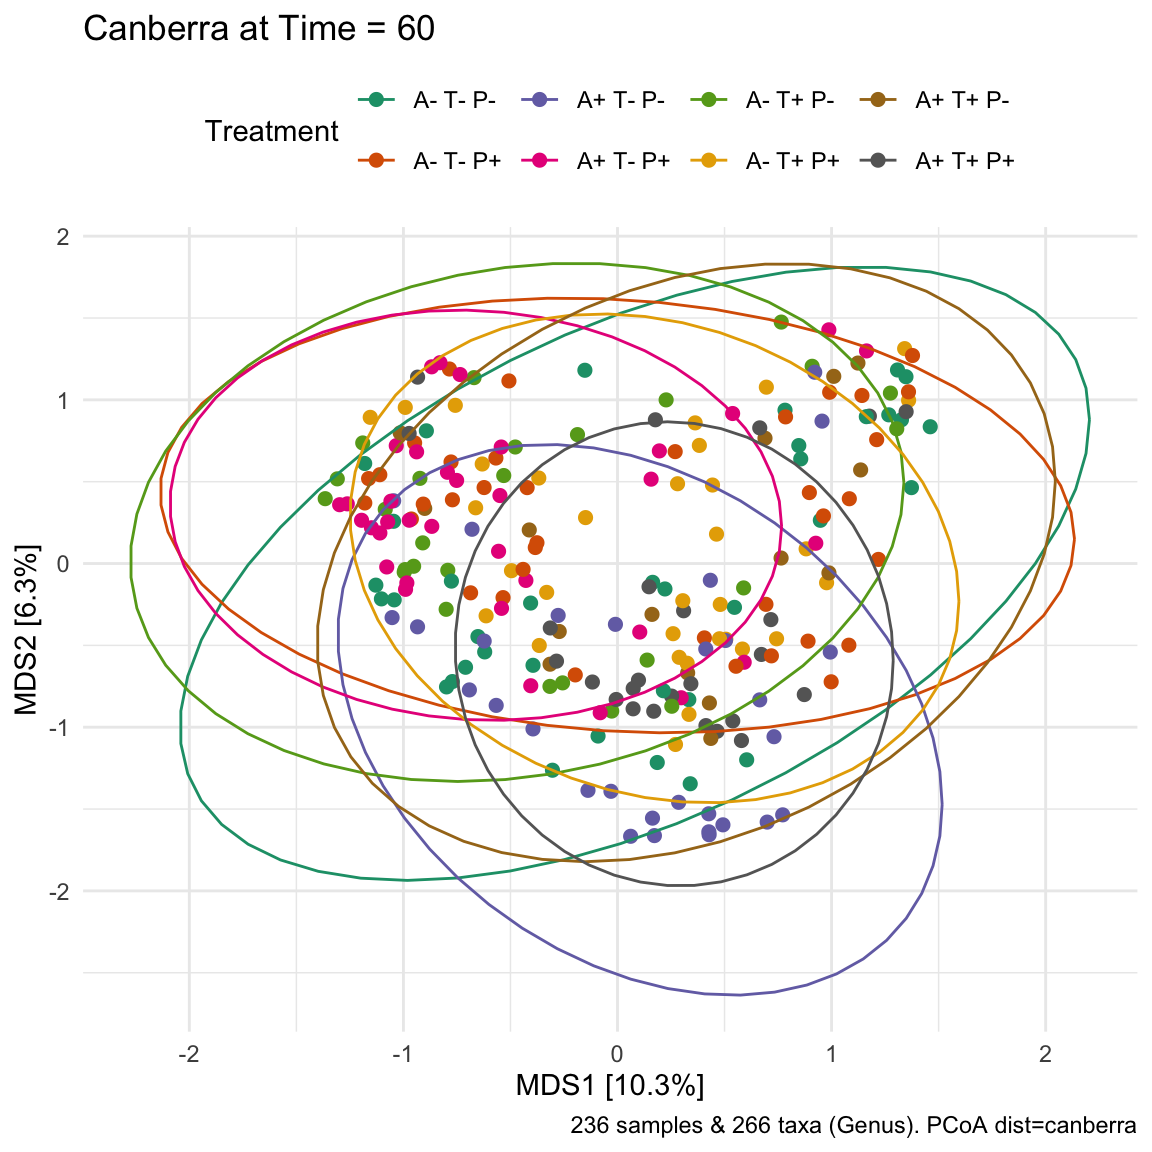 Canberra at Time = 60
Treatment
A- T- P- A+ T- P- A- T+ P- A+ T+ P-
A- T- P+ A+ T- P+ A- T+ P+ A+ T+ P+
2
1
0
-1
-2
MDS2 [6.3%]
-2 -1 0 1 2
MDS1 [10.3%]
236 samples & 266 taxa (Genus). PCoA dist=canberra